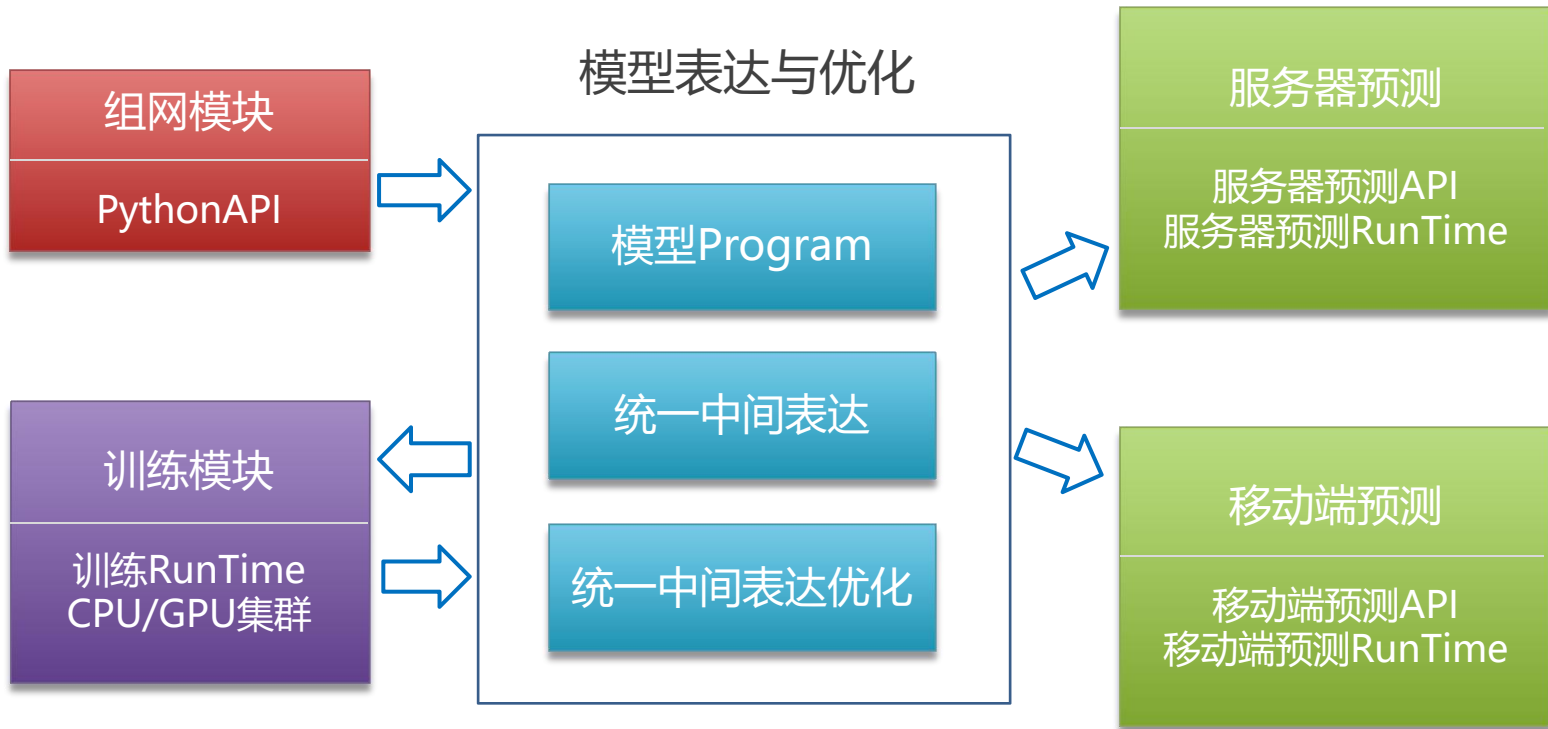 模型表达与优化
组网模块
PythonAPI
训练模块
训练RunTime
CPU/GPU集群
模型Program
统一中间表达
统一中间表达优化
服务器预测
服务器预测API
服务器预测RunTime
移动端预测
移动端预测API
移动端预测RunTime